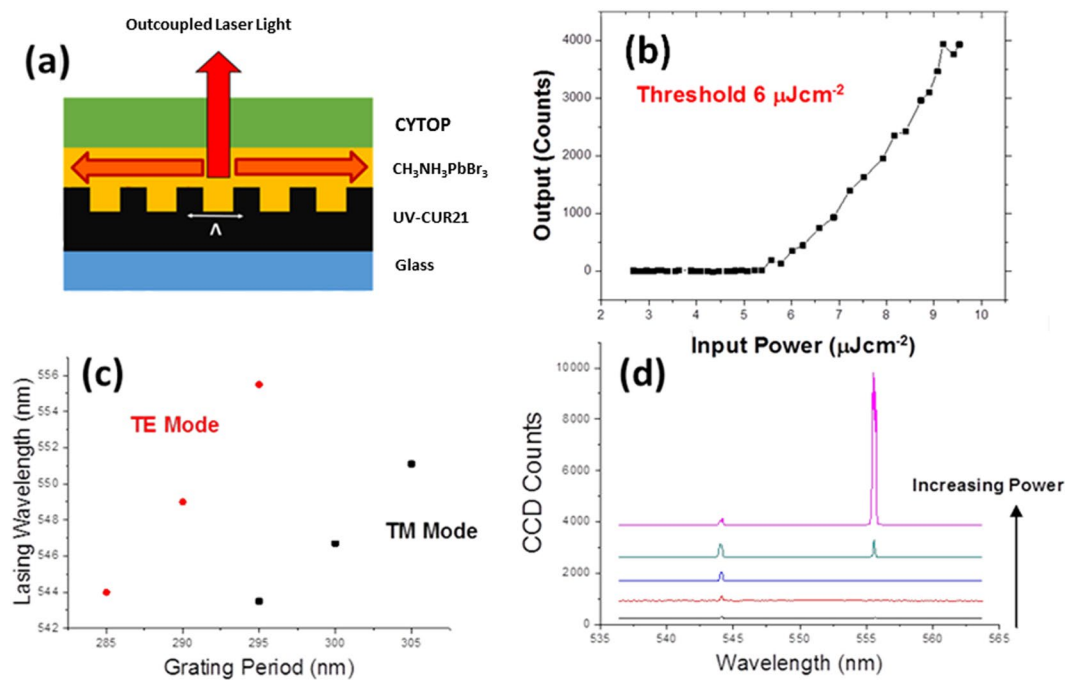 Outcoupled Laser Light
(a)
CYTOP
CH₃NH₃PbBr₃
UV-CUR21
Λ
Glass
(b)
Threshold 6 μJcm⁻²
Output (Counts)
4000
3000
2000
1000
0
2 3 4 5 6 7 8 9 10
Input Power (μJcm⁻²)
(c)
TE Mode
TM Mode
Lasing Wavelength (nm)
556
554
552
550
548
546
544
542
285 290 295 300 305
Grating Period (nm)
(d)
CCD Counts
10000
8000
6000
4000
2000
0
Increasing Power
535 540 545 550 555 560 565
Wavelength (nm)